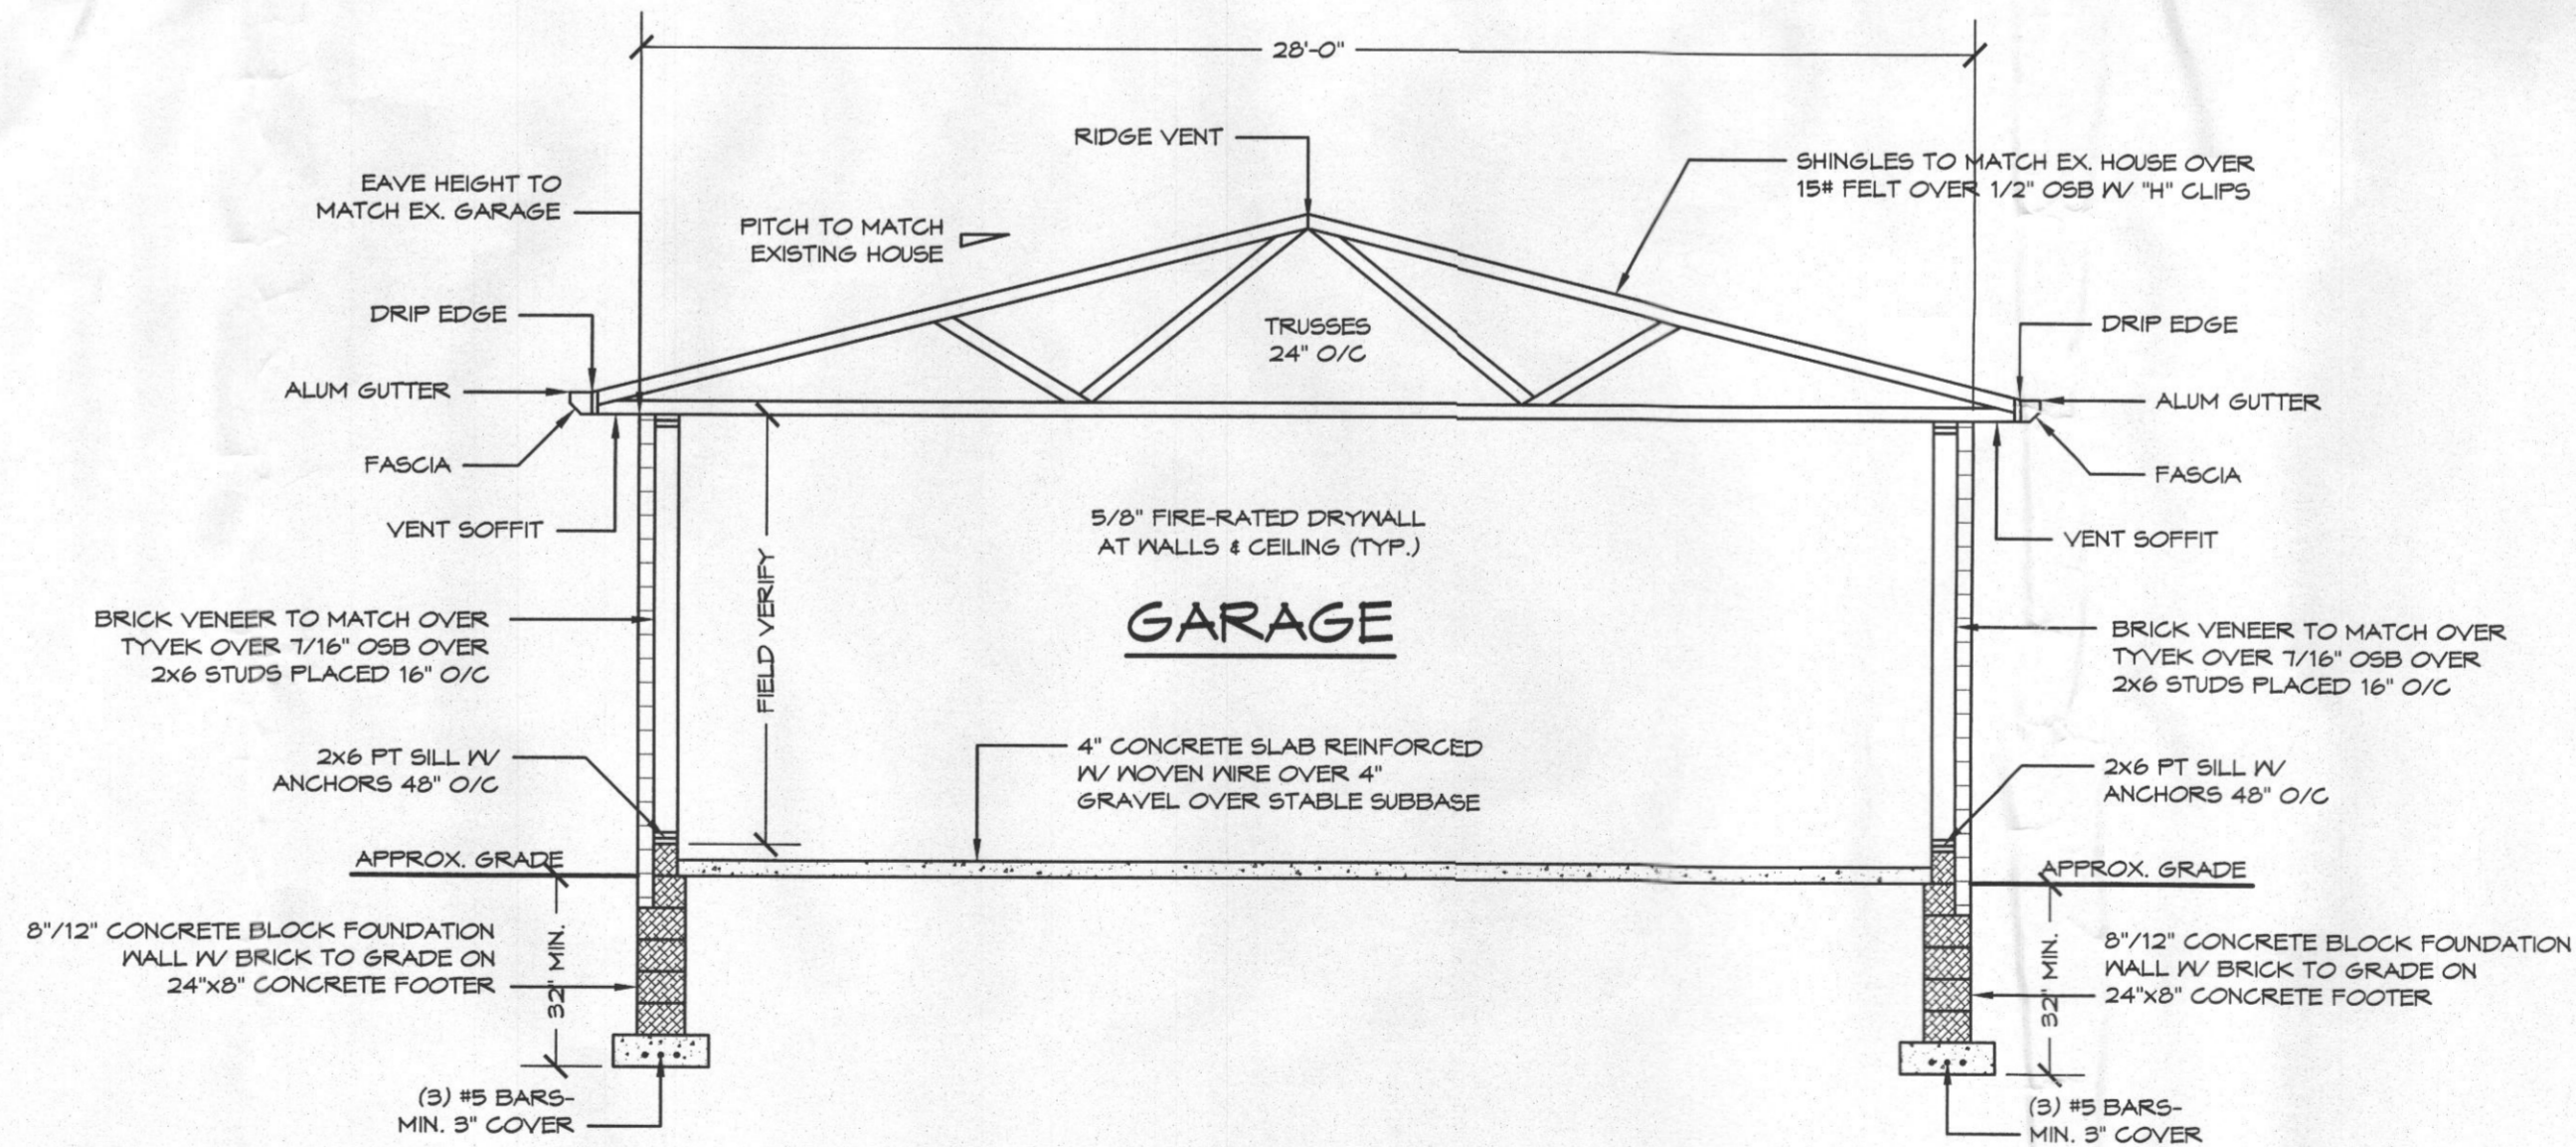 28'-0"
RIDGE VENT
SHINGLES TO MATCH EX. HOUSE OVER
15# FELT OVER 1/2" OSB W/ "H" CLIPS
EAVE HEIGHT TO
MATCH EX. GARAGE
PITCH TO MATCH
EXISTING HOUSE
DRIP EDGE
TRUSSES
24" O/C
DRIP EDGE
ALUM GUTTER
ALUM GUTTER
FASCIA
FASCIA
VENT SOFFIT
5/8" FIRE-RATED DRYWALL
AT WALLS & CEILING (TYP.)
VENT SOFFIT
GARAGE
FIELD VERIFY
BRICK VENEER TO MATCH OVER
TYVEK OVER 7/16" OSB OVER
2x6 STUDS PLACED 16" O/C
BRICK VENEER TO MATCH OVER
TYVEK OVER 7/16" OSB OVER
2x6 STUDS PLACED 16" O/C
2x6 PT SILL W/
ANCHORS 48" O/C
4" CONCRETE SLAB REINFORCED
W/ WOVEN WIRE OVER 4"
GRAVEL OVER STABLE SUBBASE
2x6 PT SILL W/
ANCHORS 48" O/C
APPROX. GRADE
APPROX. GRADE
8"/12" CONCRETE BLOCK FOUNDATION
WALL W/ BRICK TO GRADE ON
24"x8" CONCRETE FOOTER
32" MIN.
32" MIN.
8"/12" CONCRETE BLOCK FOUNDATION
WALL W/ BRICK TO GRADE ON
24"x8" CONCRETE FOOTER
(3) #5 BARS-
MIN. 3" COVER
(3) #5 BARS-
MIN. 3" COVER